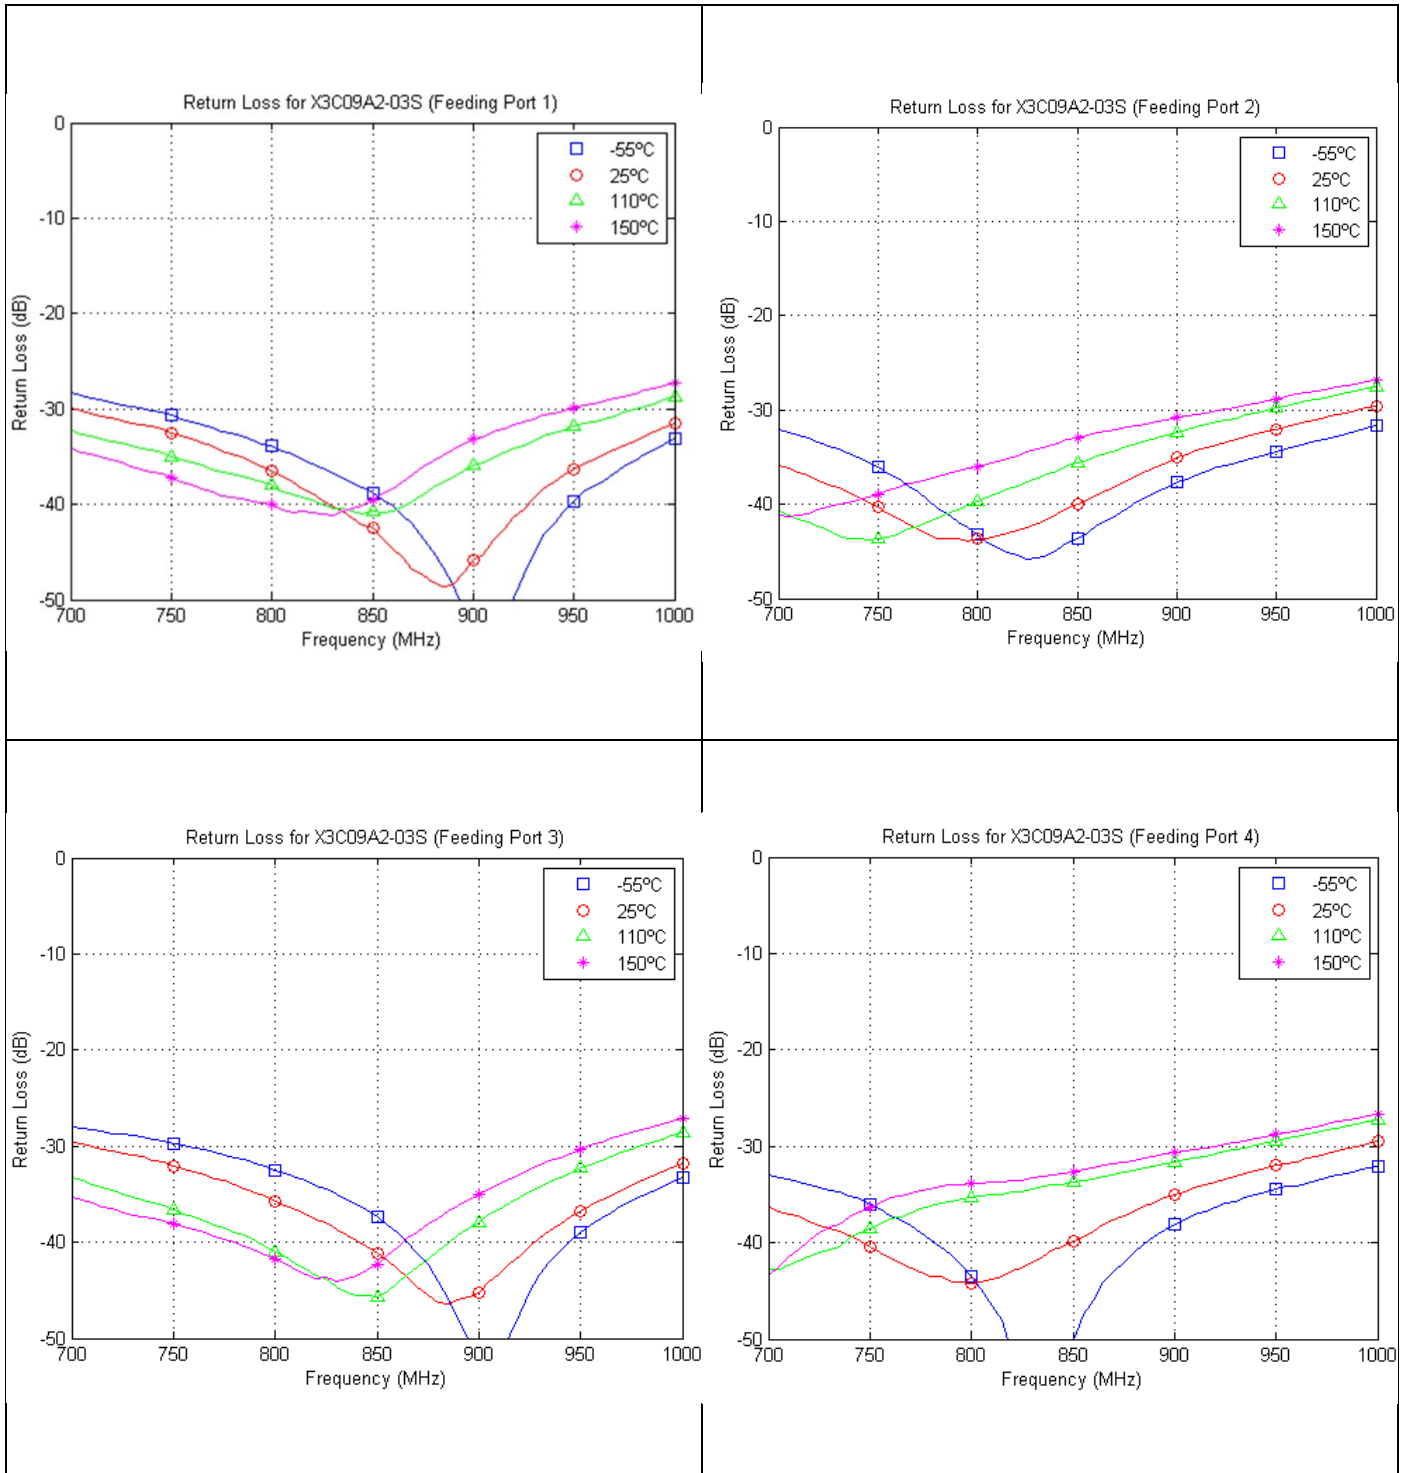 Return Loss for X3C09A2-03S (Feeding Port 1)
0
-10
-20
-30
-40
-50
Return Loss (dB)
-55ºC
25ºC
110ºC
150ºC
700 750 800 850 900 950 1000
Frequency (MHz)
Return Loss for X3C09A2-03S (Feeding Port 2)
0
-10
-20
-30
-40
-50
Return Loss (dB)
-55ºC
25ºC
110ºC
150ºC
700 750 800 850 900 950 1000
Frequency (MHz)
Return Loss for X3C09A2-03S (Feeding Port 3)
0
-10
-20
-30
-40
-50
Return Loss (dB)
-55ºC
25ºC
110ºC
150ºC
700 750 800 850 900 950 1000
Frequency (MHz)
Return Loss for X3C09A2-03S (Feeding Port 4)
0
-10
-20
-30
-40
-50
Return Loss (dB)
-55ºC
25ºC
110ºC
150ºC
700 750 800 850 900 950 1000
Frequency (MHz)